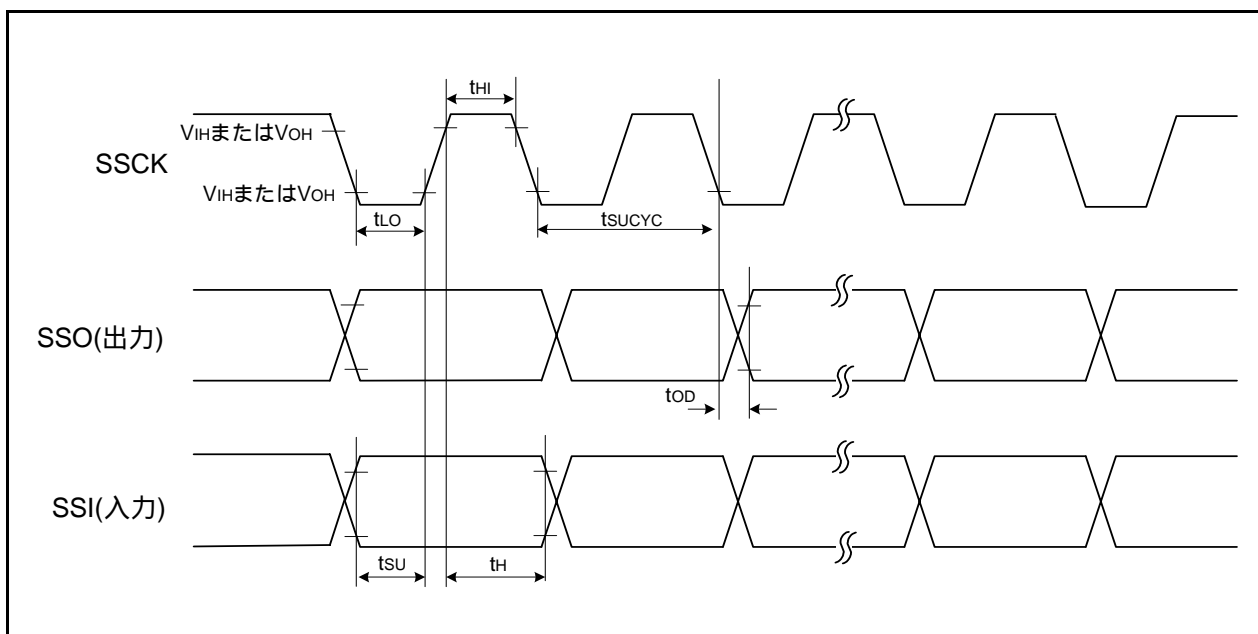 tHI
VIHまたはVOH
SSCK
VIHまたはVOH
tLO
tSUCYC
SSO(出力)
tOD
SSI(入力)
tSU
tH